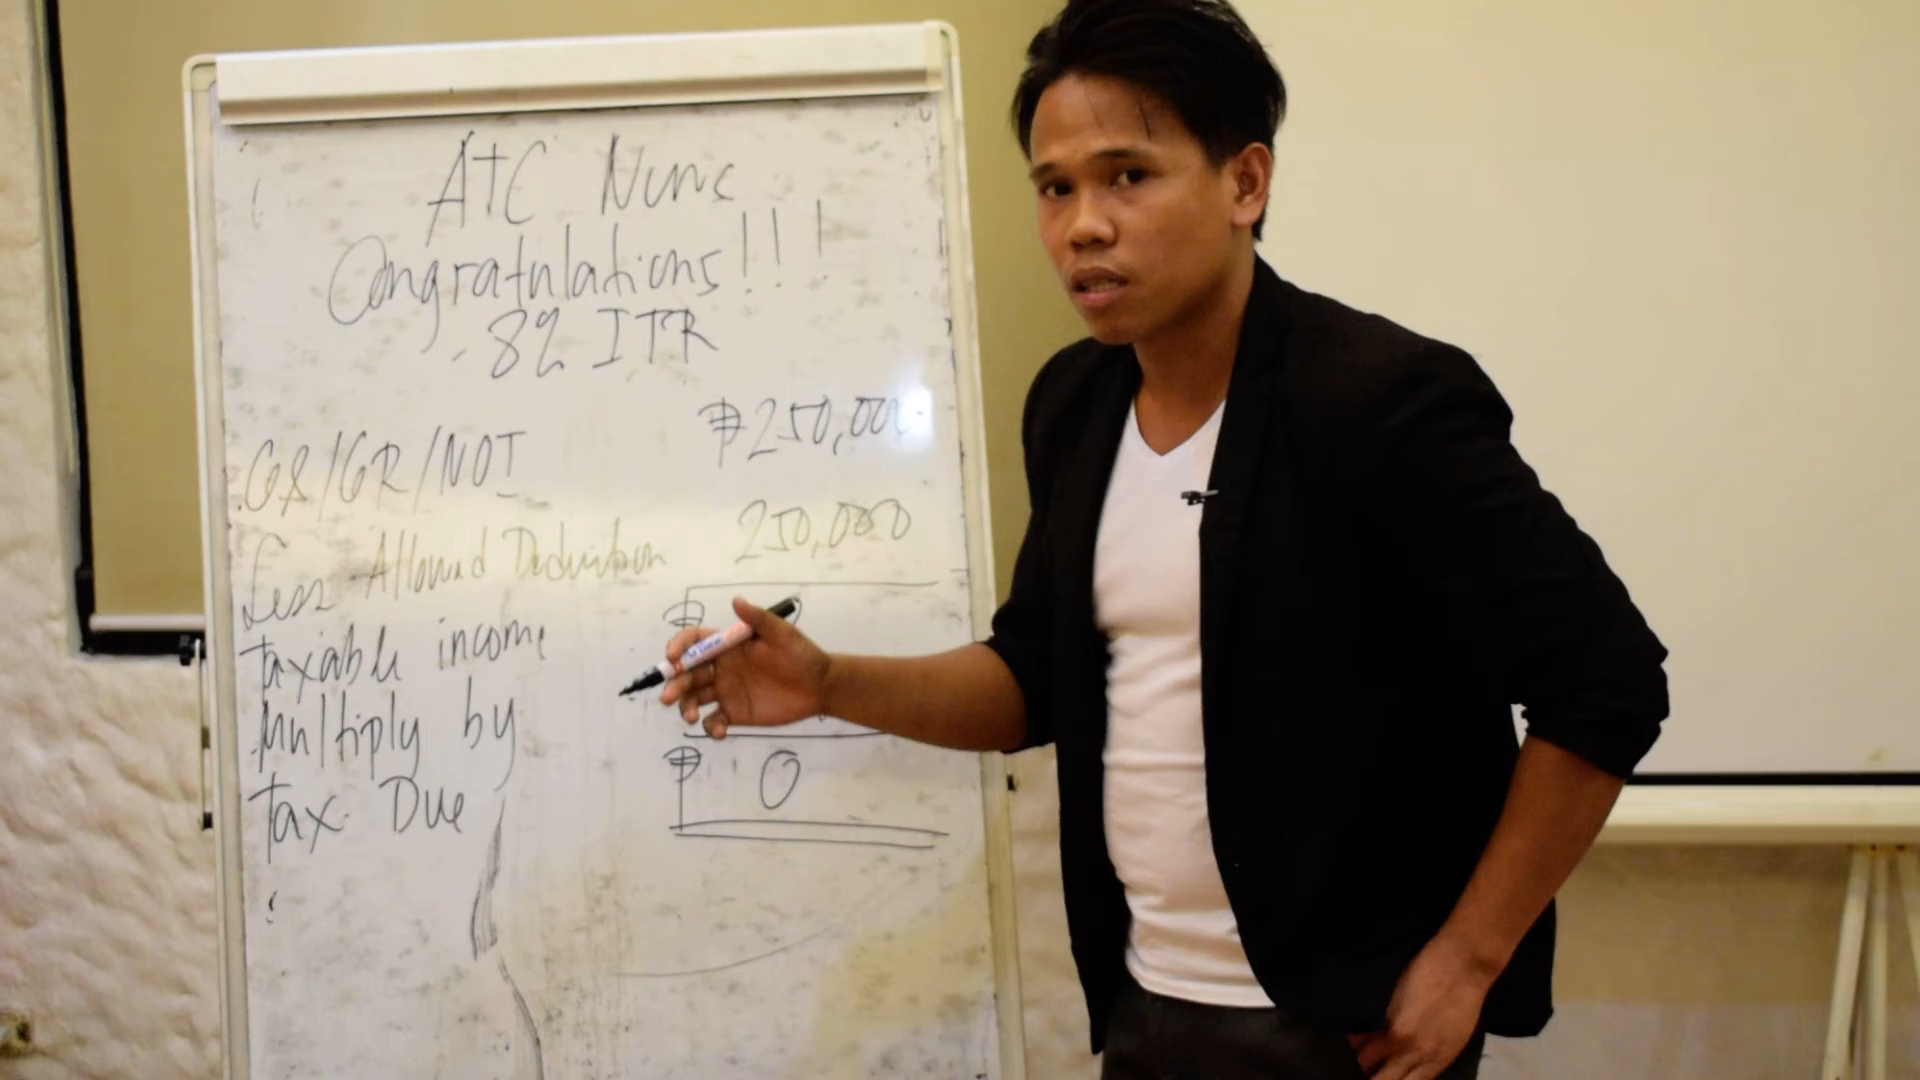 ATC Nunc
Congratulations!!!
8% ITR
GS/GR/NOT ₱250,000
Less Allowed Deduction 250,000
Taxable income ₱
Multiply by
Tax Due ₱ 0